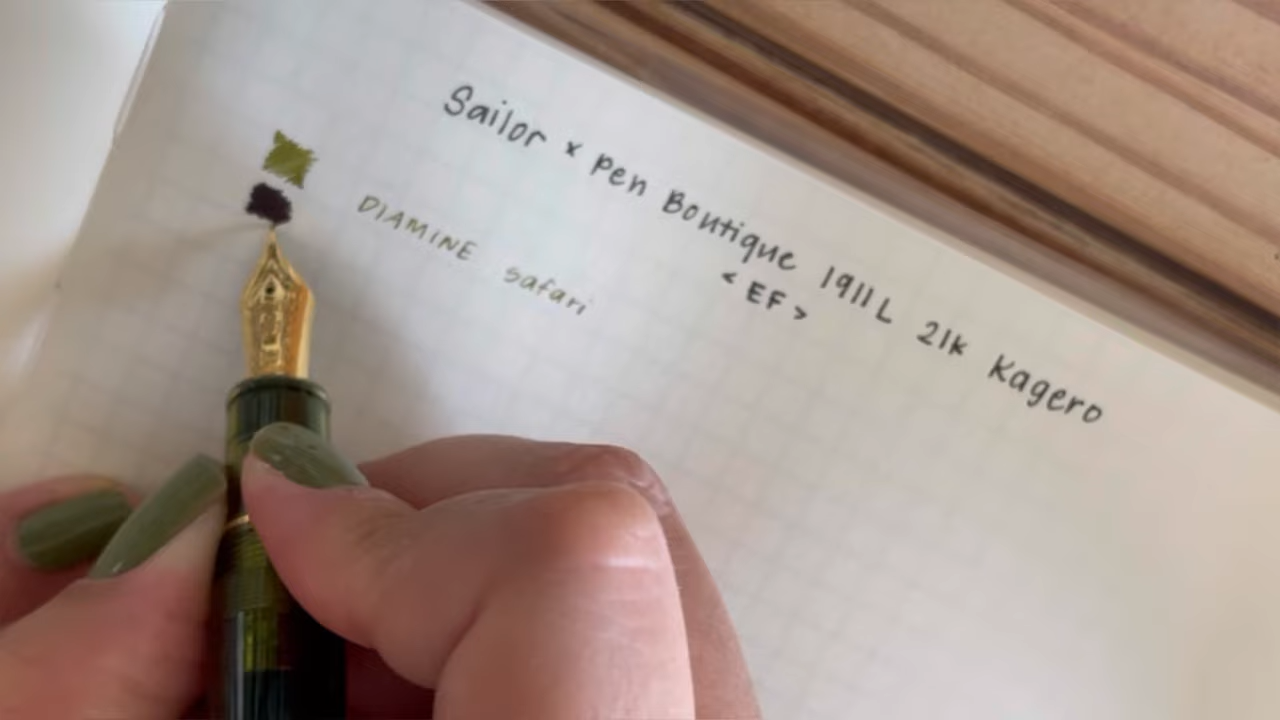 Sailor x Pen Boutique 1911L 21k Kagero
< EF >
DIAMINE safari